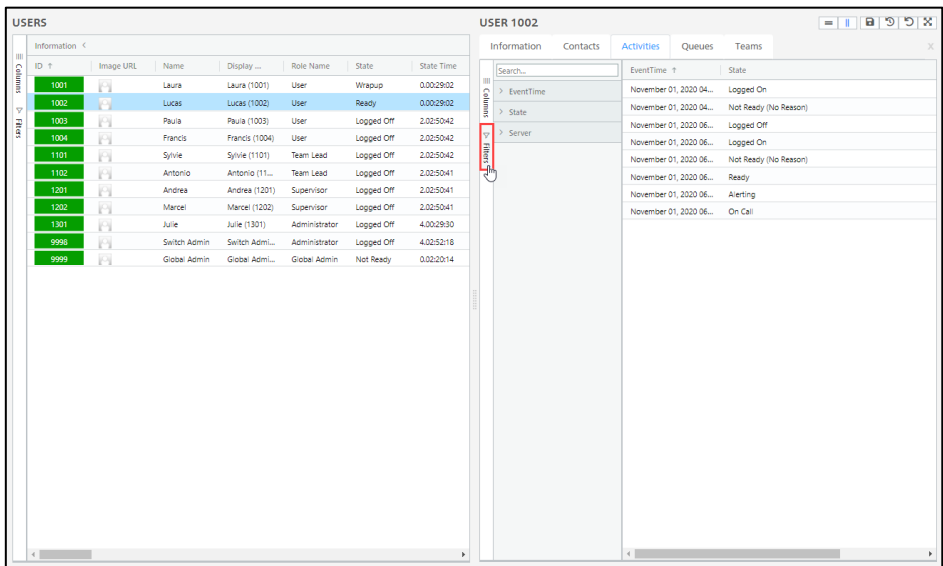 USERS
Information <
Columns
Filters
ID ↑ Image URL Name Display ... Role Name State State Time
1001 Laura Laura (1001) User Wrapup 0.00:29:02
1002 Lucas Lucas (1002) User Ready 0.00:29:02
1003 Paula Paula (1003) User Logged Off 2.02:50:42
1004 Francis Francis (1004) User Logged Off 2.02:50:42
1101 Sylvie Sylvie (1101) Team Lead Logged Off 2.02:50:42
1102 Antonio Antonio (11... Team Lead Logged Off 2.02:50:41
1201 Andrea Andrea (1201) Supervisor Logged Off 2.02:50:41
1202 Marcel Marcel (1202) Supervisor Logged Off 2.02:50:41
1301 Julie Julie (1301) Administrator Logged Off 4.00:29:30
9998 Switch Admin Switch Admi... Administrator Logged Off 4.02:52:18
9999 Global Admin Global Admi... Global Admin Not Ready 0.02:20:14
USER 1002
Information Contacts Activities Queues Teams X
Columns
Filters
Search...
> EventTime
> State
> Server
EventTime ↑ State
November 01, 2020 04... Logged On
November 01, 2020 04... Not Ready (No Reason)
November 01, 2020 06... Logged Off
November 01, 2020 06... Logged On
November 01, 2020 06... Not Ready (No Reason)
November 01, 2020 06... Ready
November 01, 2020 06... Alerting
November 01, 2020 06... On Call